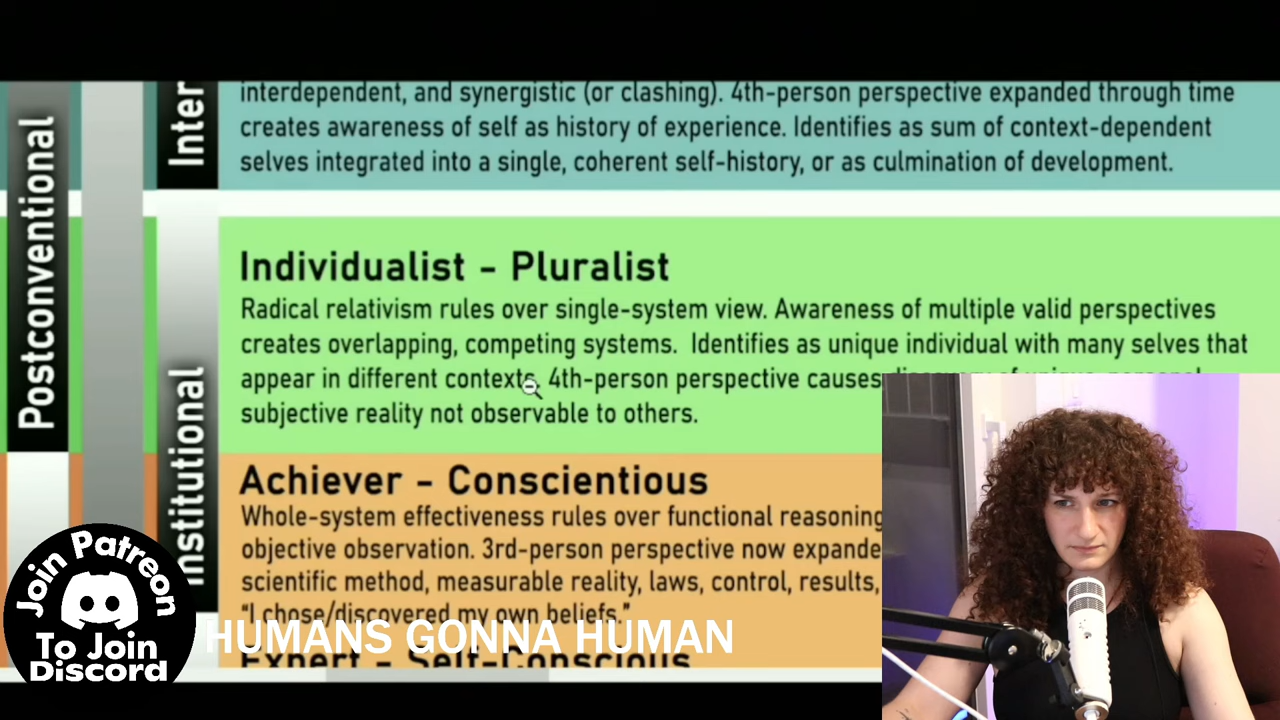 Postconventional
Inter
interdependent, and synergistic (or clashing). 4th-person perspective expanded through time
creates awareness of self as history of experience. Identifies as sum of context-dependent
selves integrated into a single, coherent self-history, or as culmination of development.
Institutional
Individualist - Pluralist
Radical relativism rules over single-system view. Awareness of multiple valid perspectives
creates overlapping, competing systems. Identifies as unique individual with many selves that
appear in different contexts. 4th-person perspective causes
subjective reality not observable to others.
Achiever - Conscientious
Whole-system effectiveness rules over functional reasoning
objective observation. 3rd-person perspective now expande
scientific method, measurable reality, laws, control, results,
"I chose/discovered my own beliefs."
HUMANS GONNA HUMAN
Expert - Self-Conscious
Join Patreon
To Join
Discord